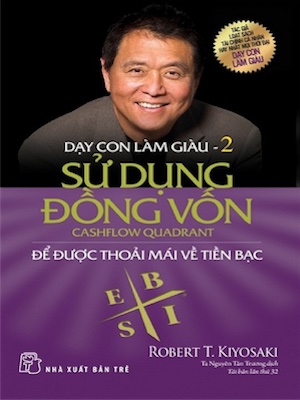 TÁC GIẢ
LOẠT SÁCH
TÀI CHÍNH CÁ NHÂN
HAY NHẤT MỌI THỜI ĐẠI
DẠY CON
LÀM GIÀU
DẠY CON LÀM GIÀU - 2
SỬ DỤNG
ĐỒNG VỐN
CASHFLOW QUADRANT
ĐỂ ĐƯỢC THOẢI MÁI VỀ TIỀN BẠC
E B
S I
ROBERT T. KIYOSAKI
Tạ Nguyễn Tấn Trương dịch
Tái bản lần thứ 32
NHÀ XUẤT BẢN TRẺ